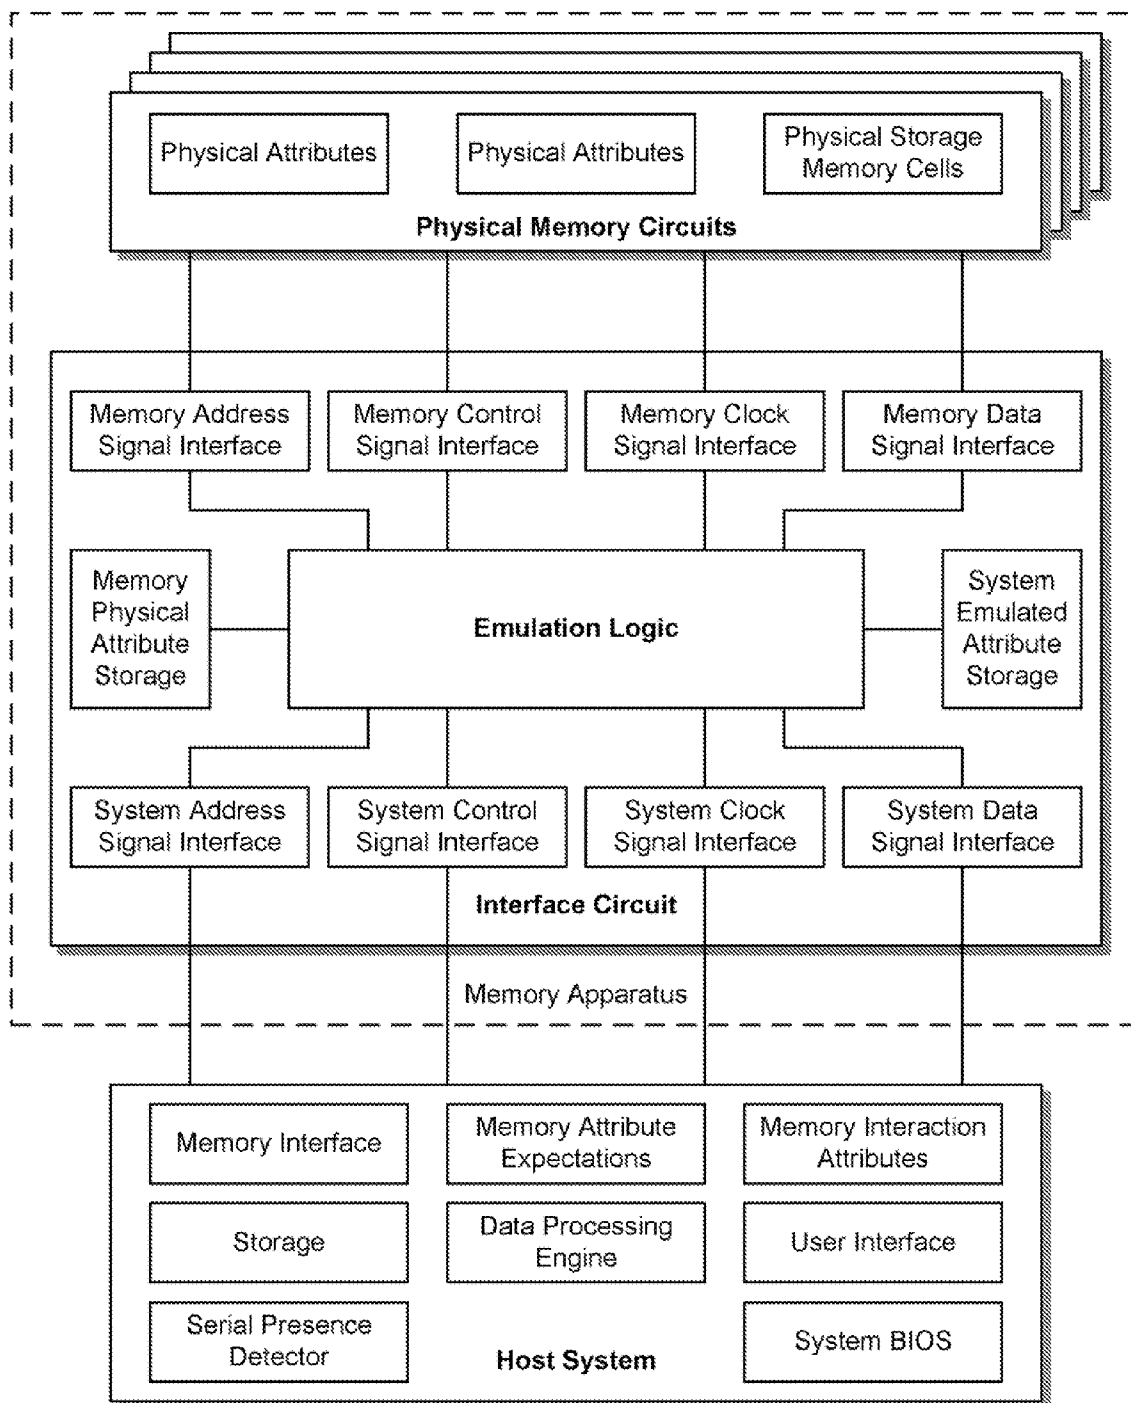 Physical Attributes
Physical Attributes
Physical Storage
Memory Cells
Physical Memory Circuits
Memory Address
Signal Interface
Memory Control
Signal Interface
Memory Clock
Signal Interface
Memory Data
Signal Interface
Memory
Physical
Attribute
Storage
Emulation Logic
System
Emulated
Attribute
Storage
System Address
Signal Interface
System Control
Signal Interface
System Clock
Signal Interface
System Data
Signal Interface
Interface Circuit
Memory Apparatus
Memory Interface
Memory Attribute
Expectations
Memory Interaction
Attributes
Storage
Data Processing
Engine
User Interface
Serial Presence
Detector
Host System
System BIOS